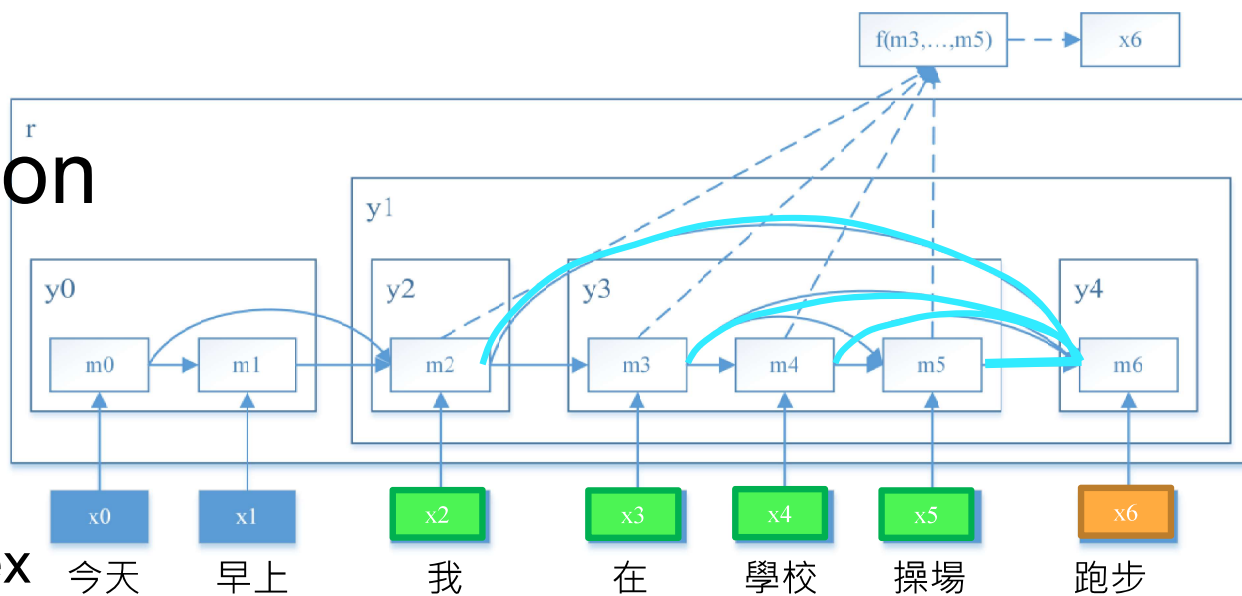 f(m3,...,m5) x6
r
on
y1
y0 y2 y3 y4
m0 m1 m2 m3 m4 m5 m6
x0 x1 x2 x3 x4 x5 x6
ex 今天 早上 我 在 學校 操場 跑步